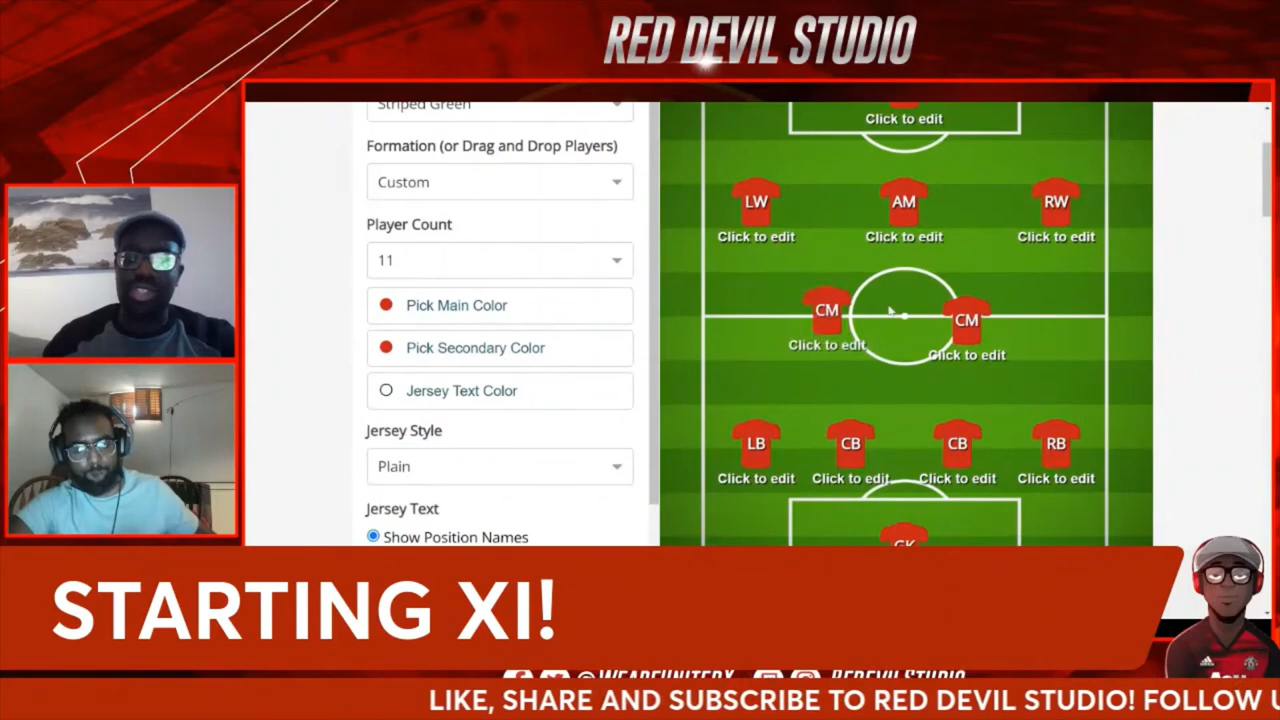 RED DEVIL STUDIO
Striped Green
Formation (or Drag and Drop Players)
Custom
Player Count
11
Pick Main Color
Pick Secondary Color
Jersey Text Color
Jersey Style
Plain
Jersey Text
Show Position Names
Click to edit
LW AM RW
Click to edit Click to edit Click to edit
CM CM
Click to edit Click to edit
LB CB CB RB
Click to edit Click to edit Click to edit Click to edit
GK
STARTING XI!
@WEAREUNITEDX REDEVILSTUDIO
LIKE, SHARE AND SUBSCRIBE TO RED DEVIL STUDIO! FOLLOW U